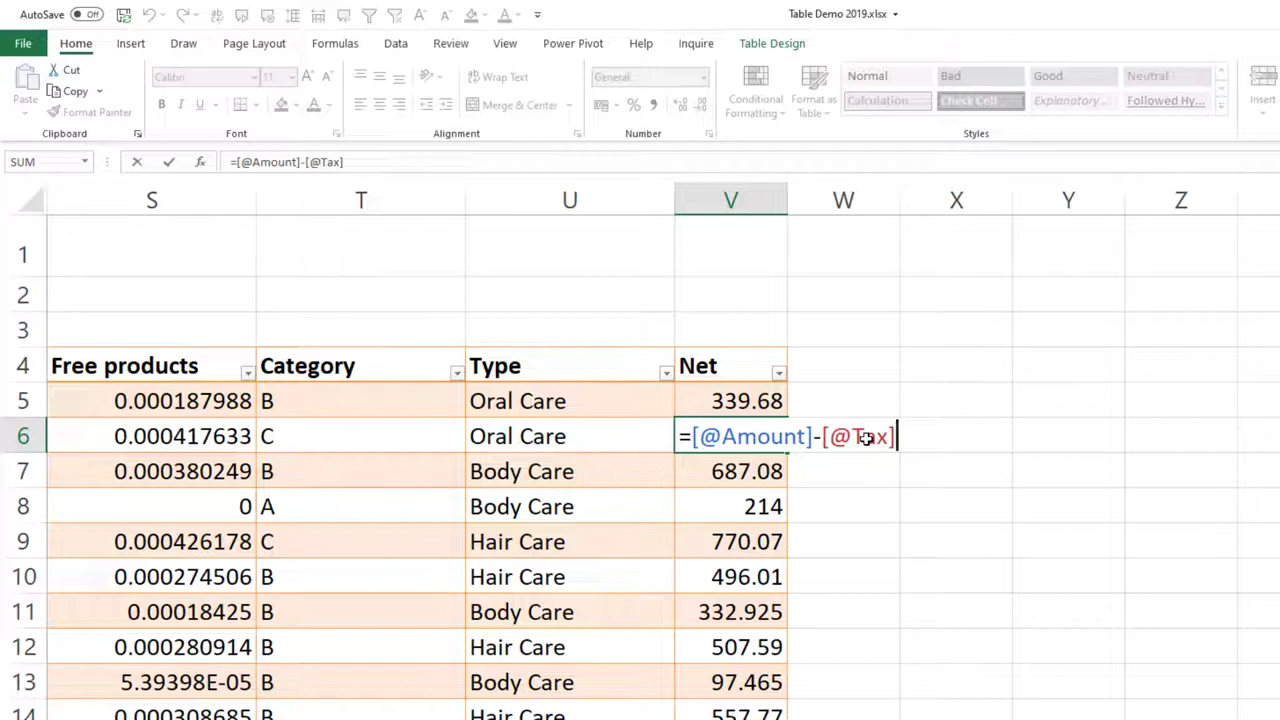 AutoSave Off Table Demo 2019.xlsx
File Home Insert Draw Page Layout Formulas Data Review View Power Pivot Help Inquire Table Design
Paste Cut Calibri 11 Wrap Text General Conditional Formatting Format as Table Normal Bad Good Neutral Insert
Copy Merge & Center Calculation Check Cell Explanatory... Followed Hy...
Format Painter
Clipboard Font Alignment Number Styles
SUM fx =[@Amount]-[@Tax]
S T U V W X Y Z
1
2
3
4 Free products Category Type Net
5 0.000187988 B Oral Care 339.68
6 0.000417633 C Oral Care =[@Amount]-[@Tax]
7 0.000380249 B Body Care 687.08
8 0 A Body Care 214
9 0.000426178 C Hair Care 770.07
10 0.000274506 B Hair Care 496.01
11 0.00018425 B Body Care 332.925
12 0.000280914 B Hair Care 507.59
13 5.39398E-05 B Body Care 97.465
14 0.000308685 B Hair Care 557.77